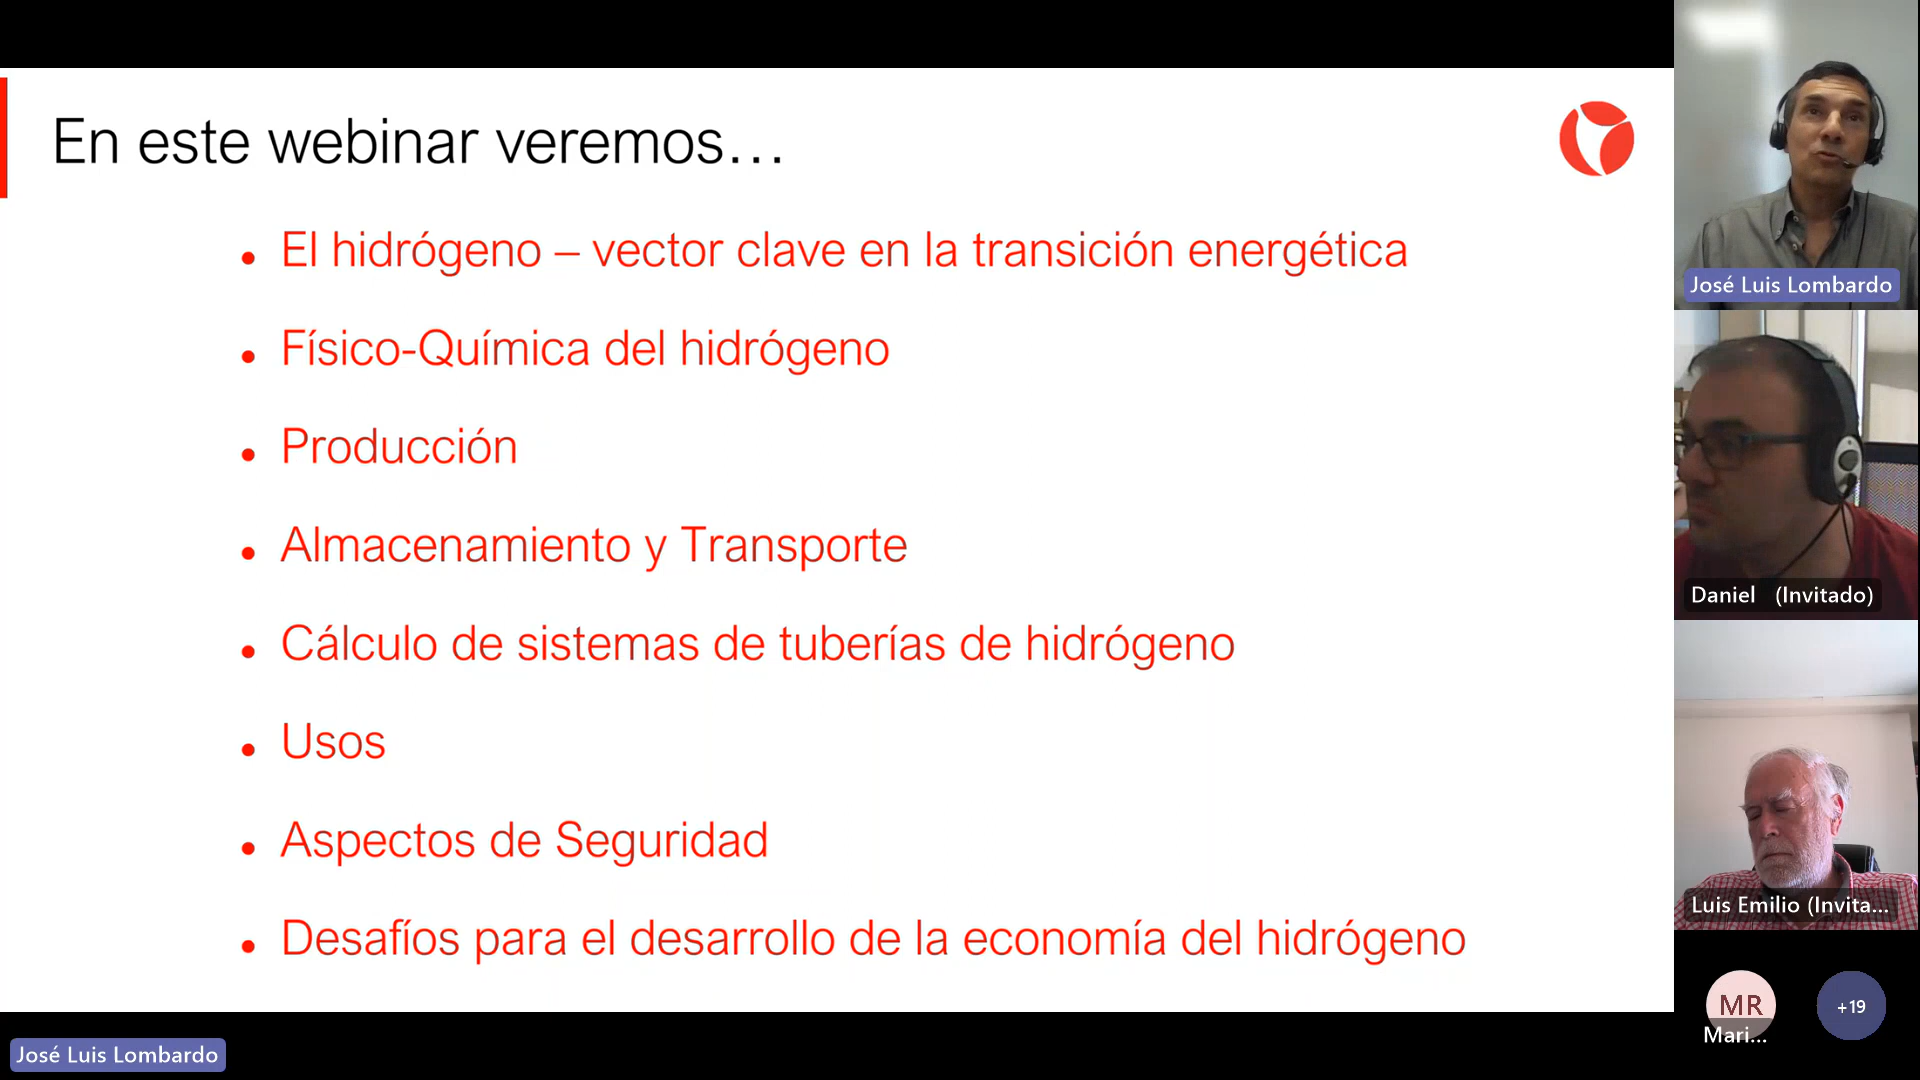 En este webinar veremos…
• El hidrógeno – vector clave en la transición energética
• Físico-Química del hidrógeno
• Producción
• Almacenamiento y Transporte
• Cálculo de sistemas de tuberías de hidrógeno
• Usos
• Aspectos de Seguridad
• Desafíos para el desarrollo de la economía del hidrógeno
José Luis Lombardo
José Luis Lombardo
Daniel (Invitado)
Luis Emilio (Invita...
MR
Mari...
+19